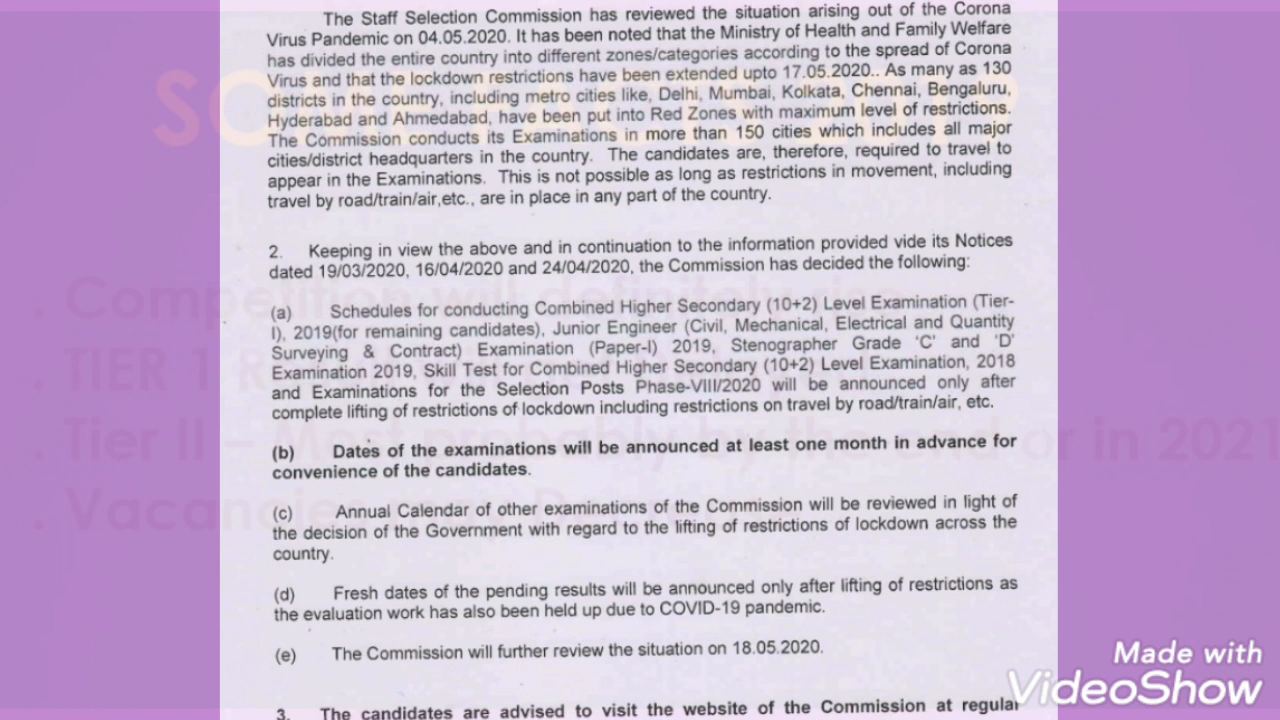 The Staff Selection Commission has reviewed the situation arising out of the Corona
Virus Pandemic on 04.05.2020. It has been noted that the Ministry of Health and Family Welfare
has divided the entire country into different zones/categories according to the spread of Corona
Virus and that the lockdown restrictions have been extended upto 17.05.2020.. As many as 130
districts in the country, including metro cities like, Delhi, Mumbai, Kolkata, Chennai, Bengaluru,
Hyderabad and Ahmedabad, have been put into Red Zones with maximum level of restrictions.
The Commission conducts its Examinations in more than 150 cities which includes all major
cities/district headquarters in the country. The candidates are, therefore, required to travel to
appear in the Examinations. This is not possible as long as restrictions in movement, including
travel by road/train/air,etc., are in place in any part of the country.
2. Keeping in view the above and in continuation to the information provided vide its Notices
dated 19/03/2020, 16/04/2020 and 24/04/2020, the Commission has decided the following:
(a) Schedules for conducting Combined Higher Secondary (10+2) Level Examination (Tier-
I), 2019(for remaining candidates), Junior Engineer (Civil, Mechanical, Electrical and Quantity
Surveying & Contract) Examination (Paper-I) 2019, Stenographer Grade 'C' and 'D'
Examination 2019, Skill Test for Combined Higher Secondary (10+2) Level Examination, 2018
and Examinations for the Selection Posts Phase-VIII/2020 will be announced only after
complete lifting of restrictions of lockdown including restrictions on travel by road/train/air, etc.
(b) Dates of the examinations will be announced at least one month in advance for
convenience of the candidates.
(c) Annual Calendar of other examinations of the Commission will be reviewed in light of
the decision of the Government with regard to the lifting of restrictions of lockdown across the
country.
(d) Fresh dates of the pending results will be announced only after lifting of restrictions as
the evaluation work has also been held up due to COVID-19 pandemic.
(e) The Commission will further review the situation on 18.05.2020.
3. The candidates are advised to visit the website of the Commission at regular
. Competition will definitely rise
. TIER 1 R
. Tier II – Most probably by the end or in 2021
. Vacancies may
Made with
VideoShow